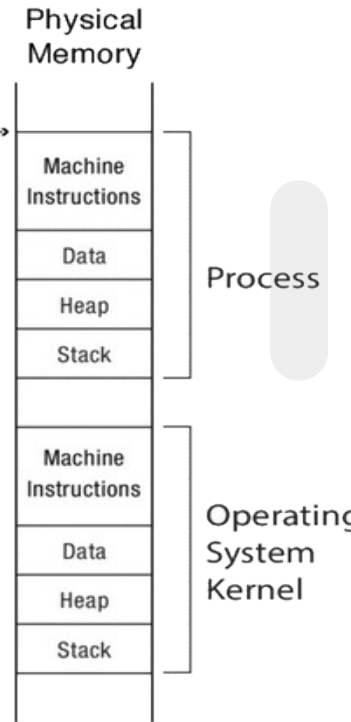 Physical
Memory
Machine
Instructions
Data
Heap
Stack
Process
Machine
Instructions
Data
Heap
Stack
Operating
System
Kernel